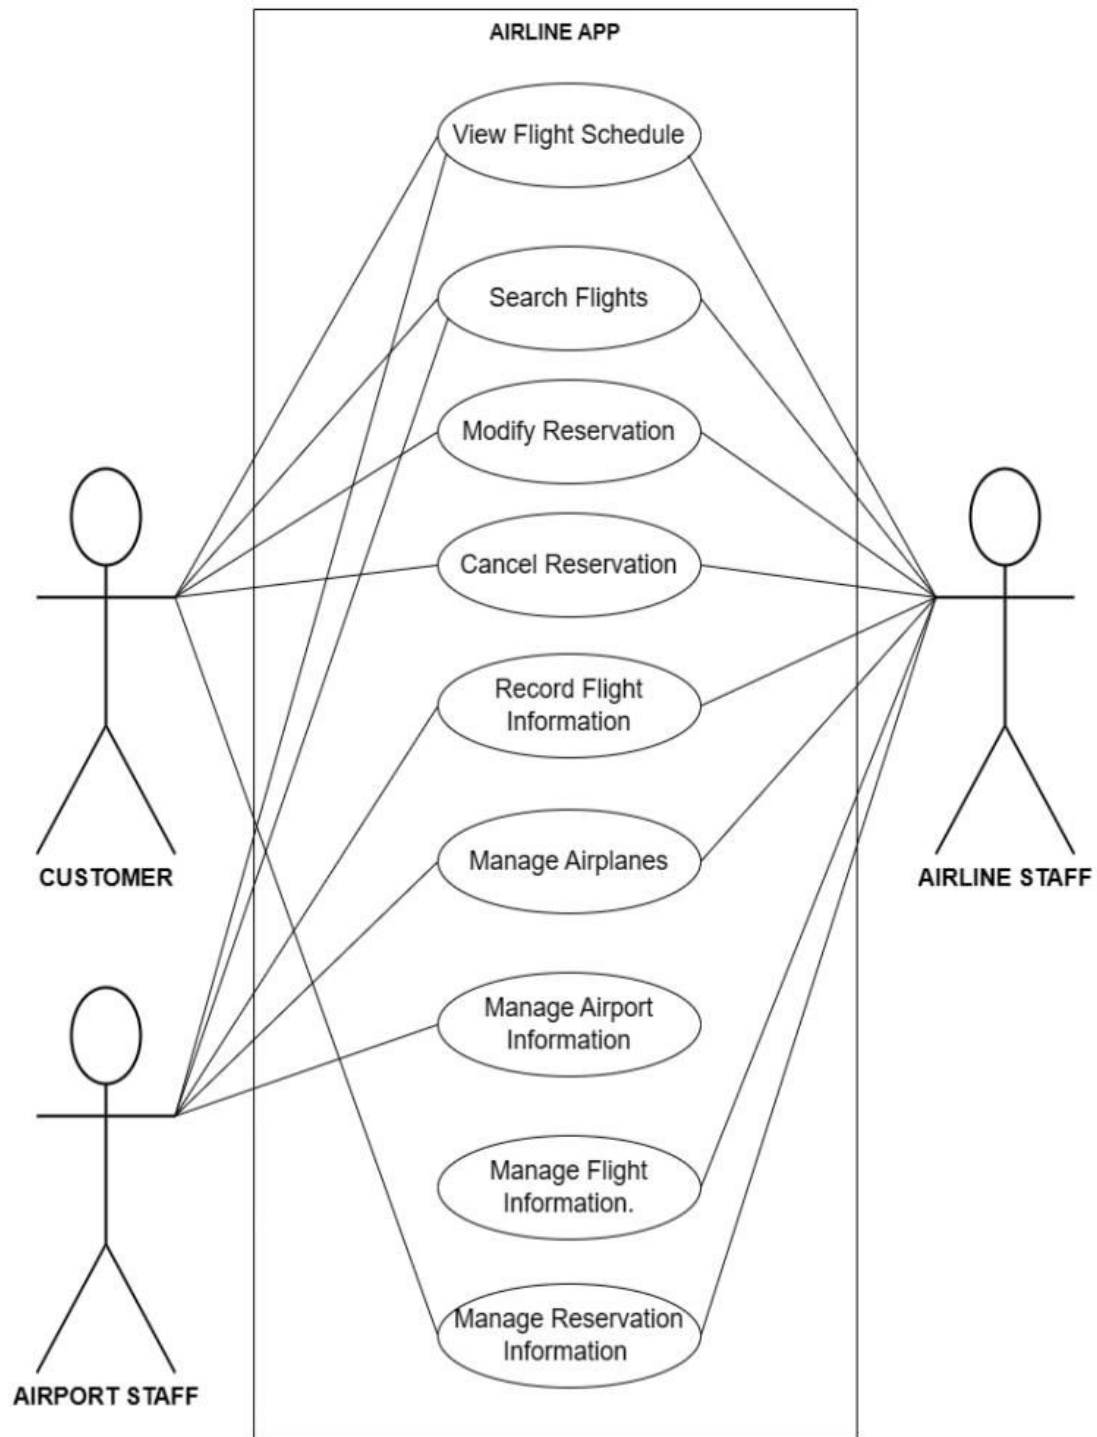 AIRLINE APP
View Flight Schedule
Search Flights
Modify Reservation
Cancel Reservation
Record Flight
Information
Manage Airplanes
CUSTOMER
AIRLINE STAFF
Manage Airport
Information
Manage Flight
Information.
Manage Reservation
Information
AIRPORT STAFF